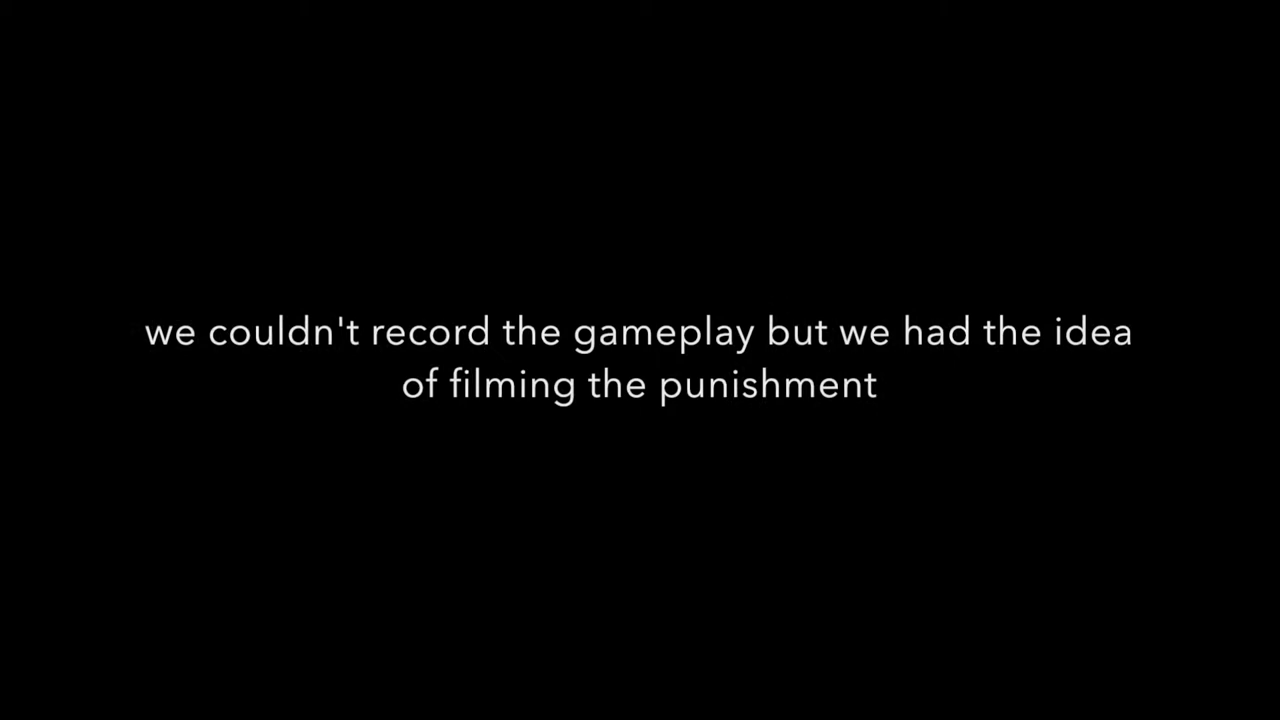 we couldn't record the gameplay but we had the idea
of filming the punishment